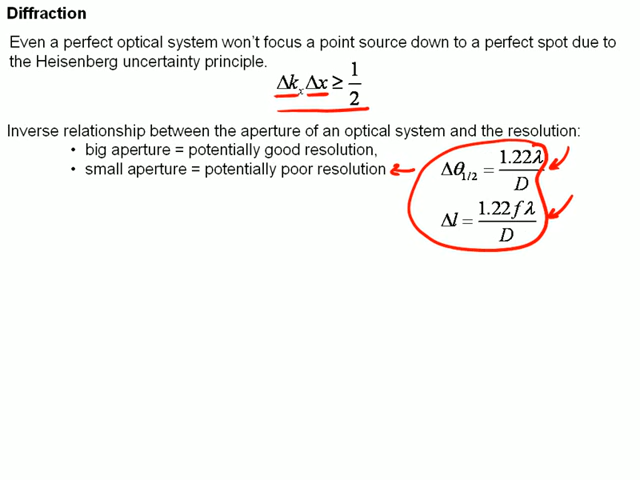 Diffraction
Even a perfect optical system won't focus a point source down to a perfect spot due to
the Heisenberg uncertainty principle.
Δkₓ Δx ≥ 1/2
Inverse relationship between the aperture of an optical system and the resolution:
• big aperture = potentially good resolution,
• small aperture = potentially poor resolution
Δθ₁/₂ = 1.22λ/D
Δl = 1.22fλ/D